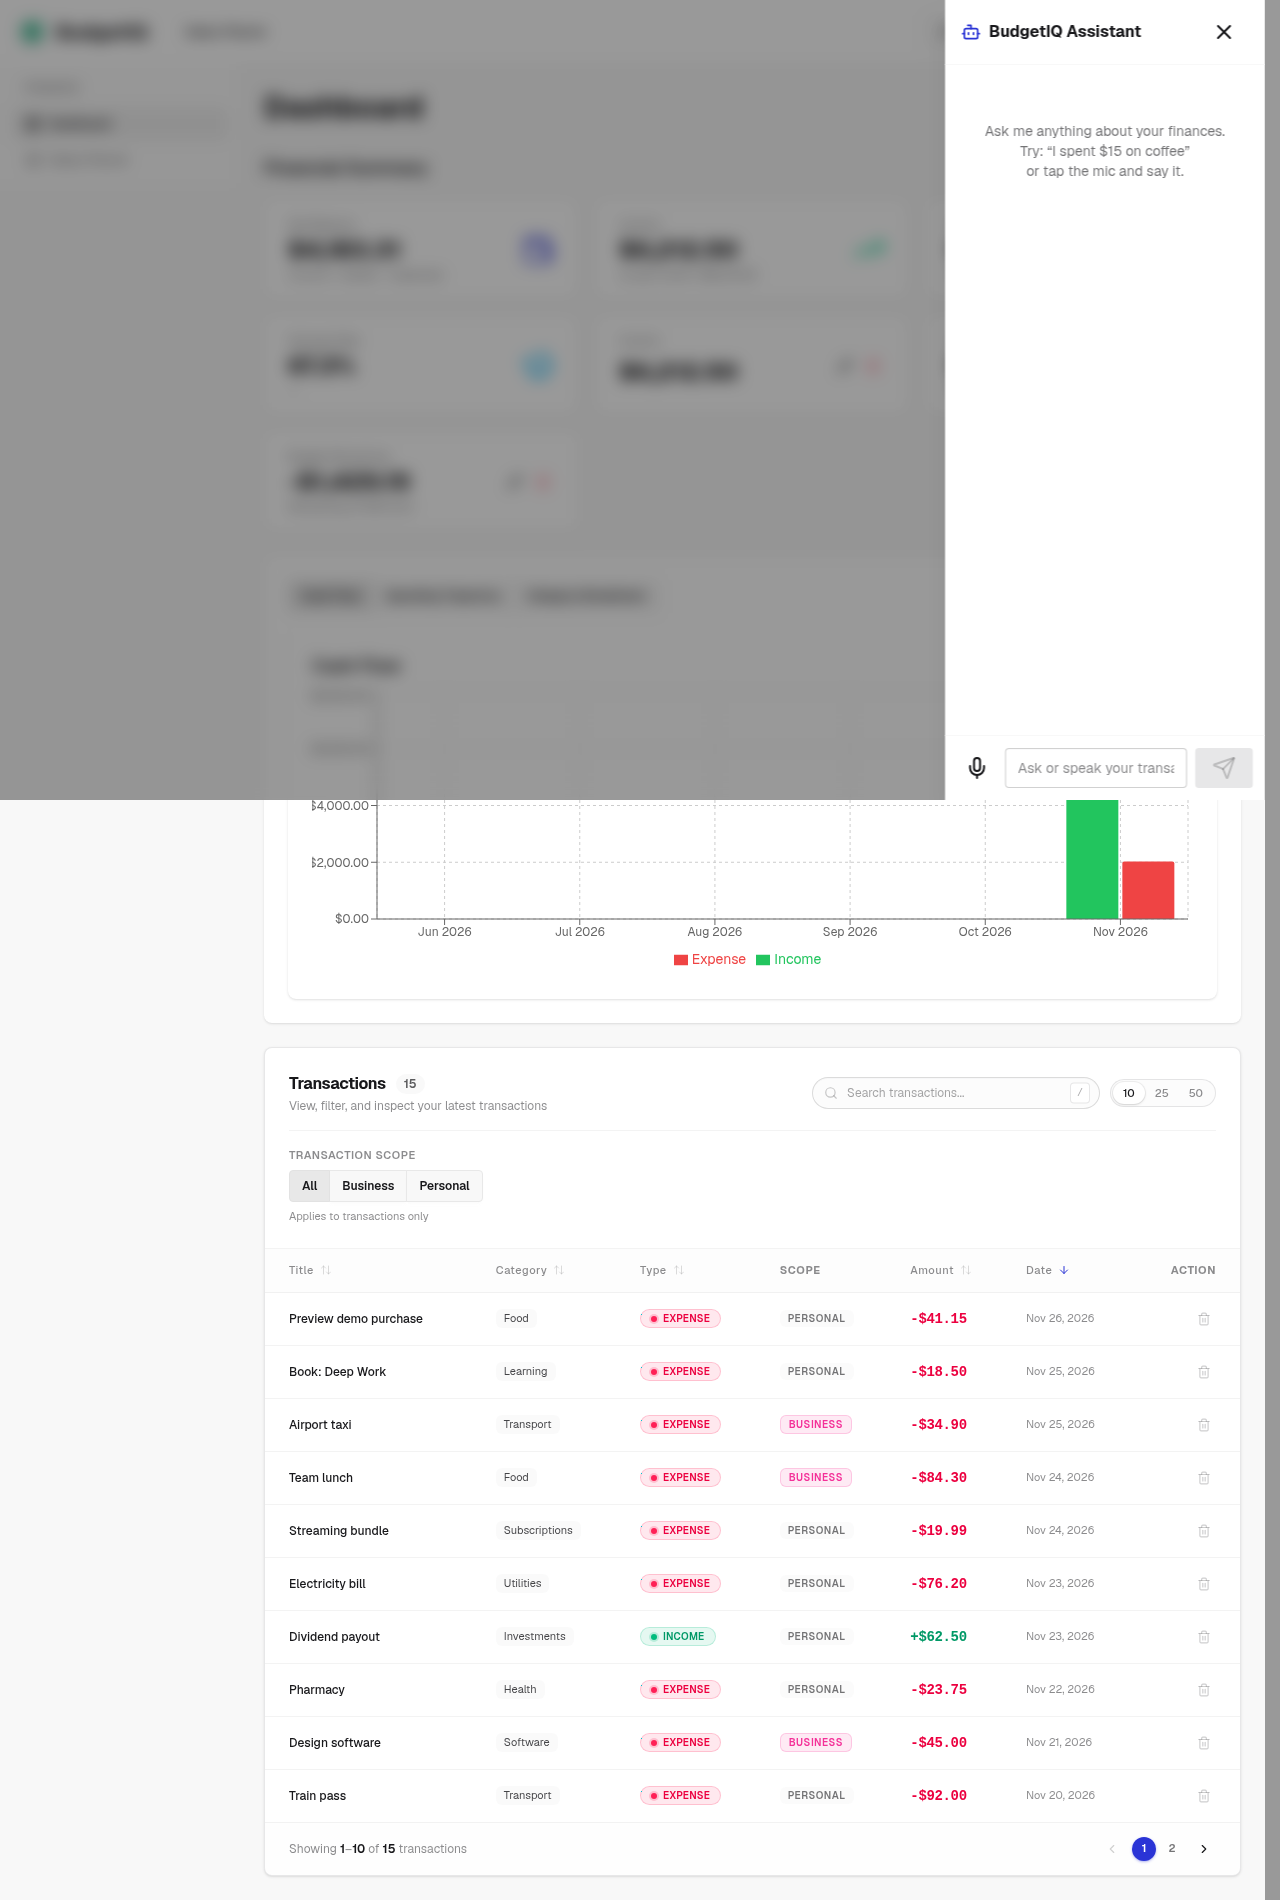 BudgetIQ Assistant
Ask me anything about your finances.
Try: “I spent $15 on coffee”
or tap the mic and say it.
Ask or speak your transa
Dashboard
Financial Summary
Cash Flow
$4,000.00
$2,000.00
$0.00
Jun 2026 Jul 2026 Aug 2026 Sep 2026 Oct 2026 Nov 2026
Expense Income
Transactions 15
View, filter, and inspect your latest transactions
Search transactions... /
10 25 50
TRANSACTION SCOPE
All Business Personal
Applies to transactions only
Title Category Type SCOPE Amount Date ACTION
Preview demo purchase Food EXPENSE PERSONAL -$41.15 Nov 26, 2026
Book: Deep Work Learning EXPENSE PERSONAL -$18.50 Nov 25, 2026
Airport taxi Transport EXPENSE BUSINESS -$34.90 Nov 25, 2026
Team lunch Food EXPENSE BUSINESS -$84.30 Nov 24, 2026
Streaming bundle Subscriptions EXPENSE PERSONAL -$19.99 Nov 24, 2026
Electricity bill Utilities EXPENSE PERSONAL -$76.20 Nov 23, 2026
Dividend payout Investments INCOME PERSONAL +$62.50 Nov 23, 2026
Pharmacy Health EXPENSE PERSONAL -$23.75 Nov 22, 2026
Design software Software EXPENSE BUSINESS -$45.00 Nov 21, 2026
Train pass Transport EXPENSE PERSONAL -$92.00 Nov 20, 2026
Showing 1–10 of 15 transactions
1 2